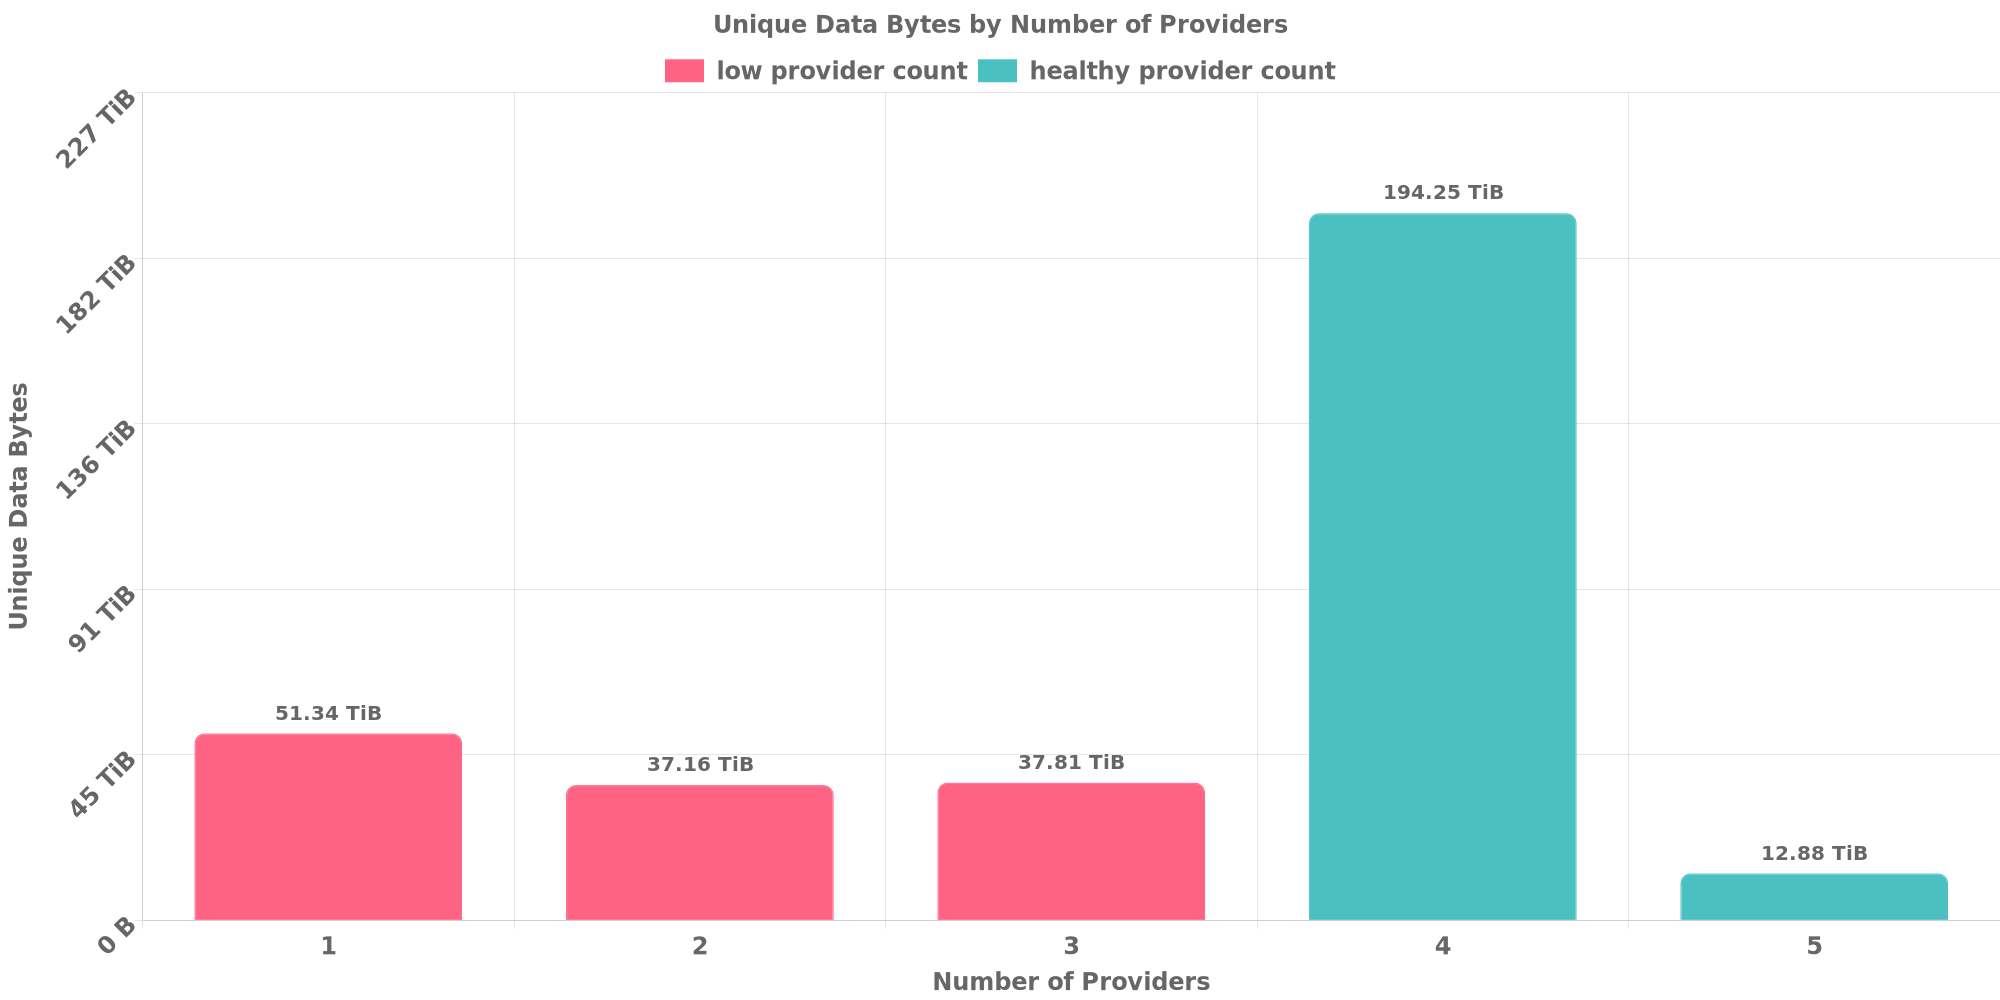 Unique Data Bytes by Number of Providers
low provider count healthy provider count
Unique Data Bytes
227 TiB
182 TiB
136 TiB
91 TiB
45 TiB
0 B
51.34 TiB
37.16 TiB
37.81 TiB
194.25 TiB
12.88 TiB
1 2 3 4 5
Number of Providers